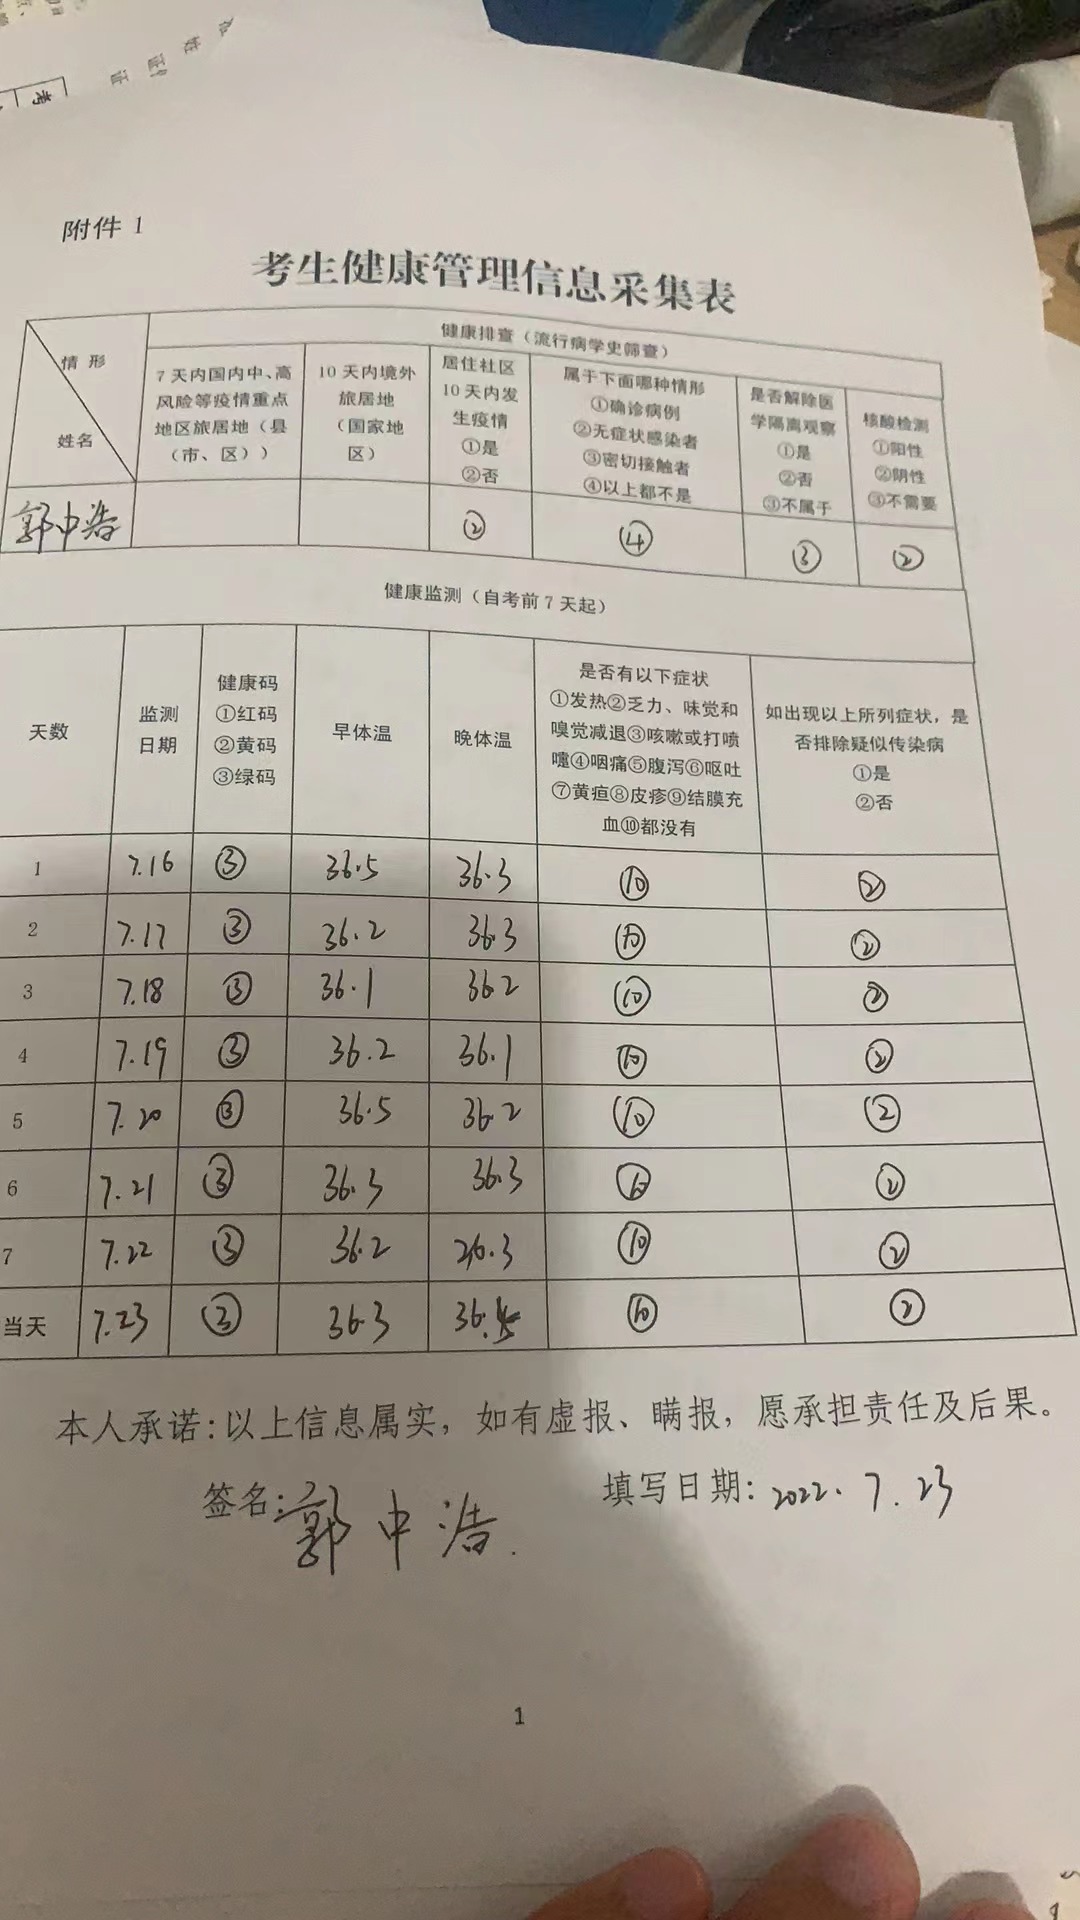 附件 1
考生健康管理信息采集表
情 形
姓名
健康排查（流行病学史筛查）
7 天内国内中、高
风险等疫情重点
地区旅居地（县
（市、区））
10 天内境外
旅居地
（国家地
区）
居住社区
10 天内发
生疫情
①是
②否
属于下面哪种情形
①确诊病例
②无症状感染者
③密切接触者
④以上都不是
是否解除医
学隔离观察
①是
②否
③不属于
核酸检测
①阳性
②阴性
③不需要
郭中浩 ② ④ ③ ②
健康监测（自考前 7 天起）
天数
监测
日期
健康码
①红码
②黄码
③绿码
早体温
晚体温
是否有以下症状
①发热②乏力、味觉和
嗅觉减退③咳嗽或打喷
嚏④咽痛⑤腹泻⑥呕吐
⑦黄疸⑧皮疹⑨结膜充
血⑩都没有
如出现以上所列症状，是
否排除疑似传染病
①是
②否
1 7.16 ③ 36.5 36.3 ⑩ ②
2 7.17 ③ 36.2 36.3 ⑩ ②
3 7.18 ③ 36.1 36.2 ⑩ ②
4 7.19 ③ 36.2 36.1 ⑩ ②
5 7.20 ③ 36.5 36.2 ⑩ ②
6 7.21 ③ 36.3 36.3 ⑩ ②
7 7.22 ③ 36.2 26.3 ⑩ ②
当天 7.23 ③ 36.3 ⑩ ②
本人承诺：以上信息属实，如有虚报、瞒报，愿承担责任及后果。
签名：郭中浩 填写日期：2022.7.23
1